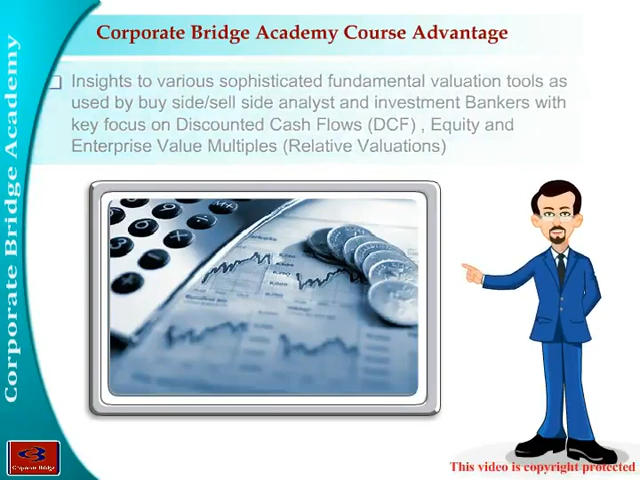 Corporate Bridge Academy Course Advantage
Insights to various sophisticated fundamental valuation tools as
used by buy side/sell side analyst and investment Bankers with
key focus on Discounted Cash Flows (DCF) , Equity and
Enterprise Value Multiples (Relative Valuations)
Corporate Bridge Academy
Corporate Bridge
This video is copyright protected